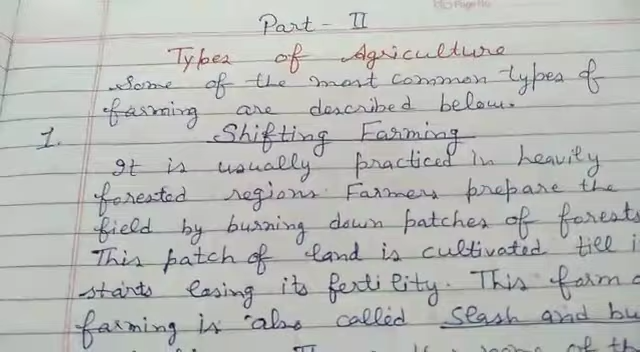 Part - II
Types of Agriculture
Some of the most common types of
farming are described below.
1. Shifting Farming
It is usually practiced in heavity
forested regions. Farmers prepare the
field by burning down patches of forests
This patch of land is cultivated till i
starts losing its fertility. This form o
farming is also called Slash and bu